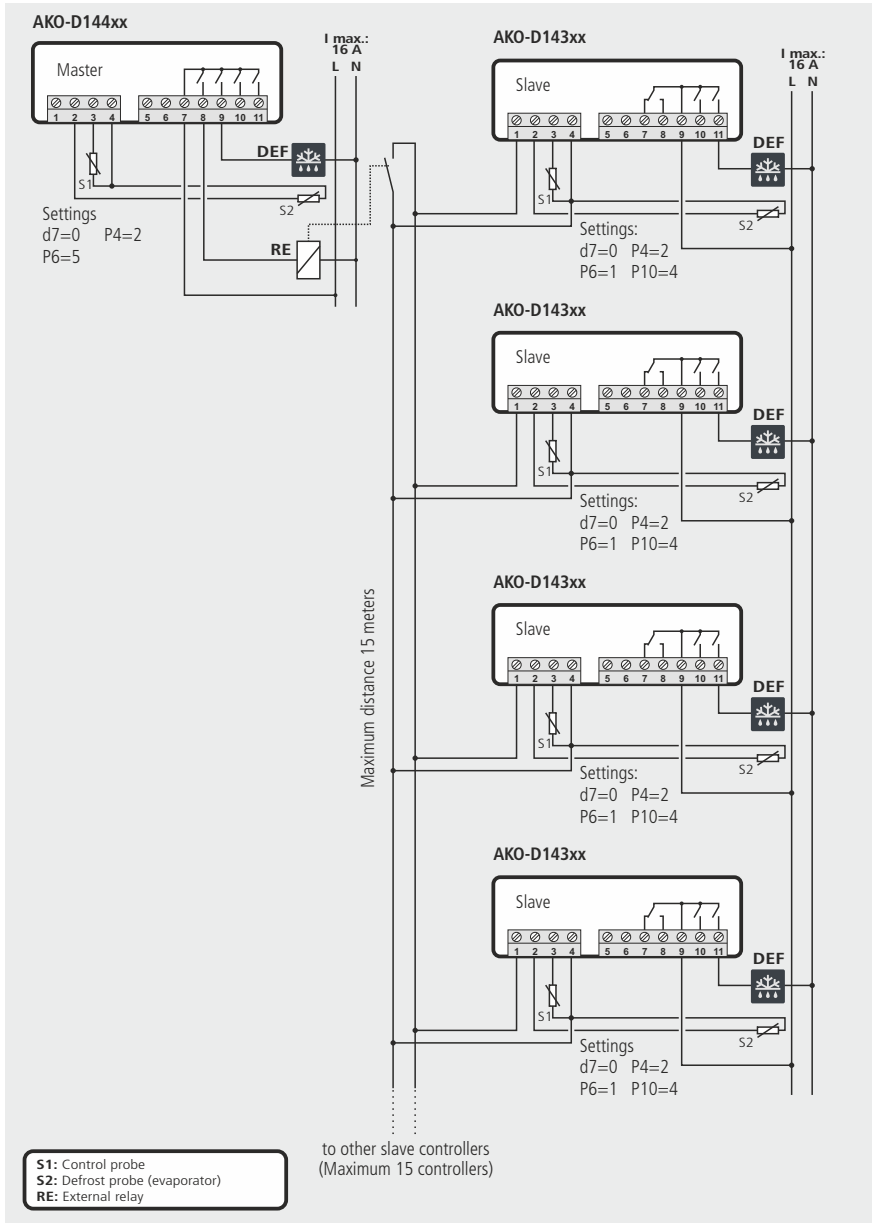 AKO-D144xx
I max.:
16 A
L N
Master
1 2 3 4 5 6 7 8 9 10 11
DEF
S1
S2
Settings
d7=0 P4=2
P6=5
RE
AKO-D143xx
I max.:
16 A
L N
Slave
1 2 3 4 5 6 7 8 9 10 11
DEF
S1
S2
Settings:
d7=0 P4=2
P6=1 P10=4
AKO-D143xx
Slave
1 2 3 4 5 6 7 8 9 10 11
DEF
S1
S2
Settings:
d7=0 P4=2
P6=1 P10=4
Maximum distance 15 meters
AKO-D143xx
Slave
1 2 3 4 5 6 7 8 9 10 11
DEF
S1
S2
Settings:
d7=0 P4=2
P6=1 P10=4
AKO-D143xx
Slave
1 2 3 4 5 6 7 8 9 10 11
DEF
S1
S2
Settings
d7=0 P4=2
P6=1 P10=4
to other slave controllers
(Maximum 15 controllers)
S1: Control probe
S2: Defrost probe (evaporator)
RE: External relay